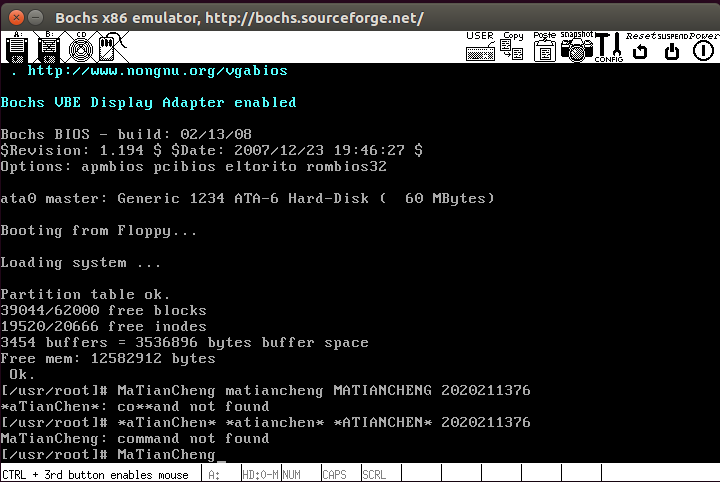 Bochs x86 emulator, http://bochs.sourceforge.net/
A: B: CD USER Copy Paste snapshot CONFIG Reset SUSPEND Power
. http://www.nongnu.org/vgabios
Bochs VBE Display Adapter enabled
Bochs BIOS - build: 02/13/08
$Revision: 1.194 $ $Date: 2007/12/23 19:46:27 $
Options: apmbios pcibios eltorito rombios32
ata0 master: Generic 1234 ATA-6 Hard-Disk (  60 MBytes)
Booting from Floppy...
Loading system ...
Partition table ok.
39044/62000 free blocks
19520/20666 free inodes
3454 buffers = 3536896 bytes buffer space
Free mem: 12582912 bytes
Ok.
[/usr/root]# MaTianCheng matiancheng MATIANCHENG 2020211376
*aTianChen*: co**and not found
[/usr/root]# *aTianChen* *atianchen* *ATIANCHEN* 2020211376
MaTianCheng: command not found
[/usr/root]# MaTianCheng_
CTRL + 3rd button enables mouse A: HD:0-M NUM CAPS SCRL